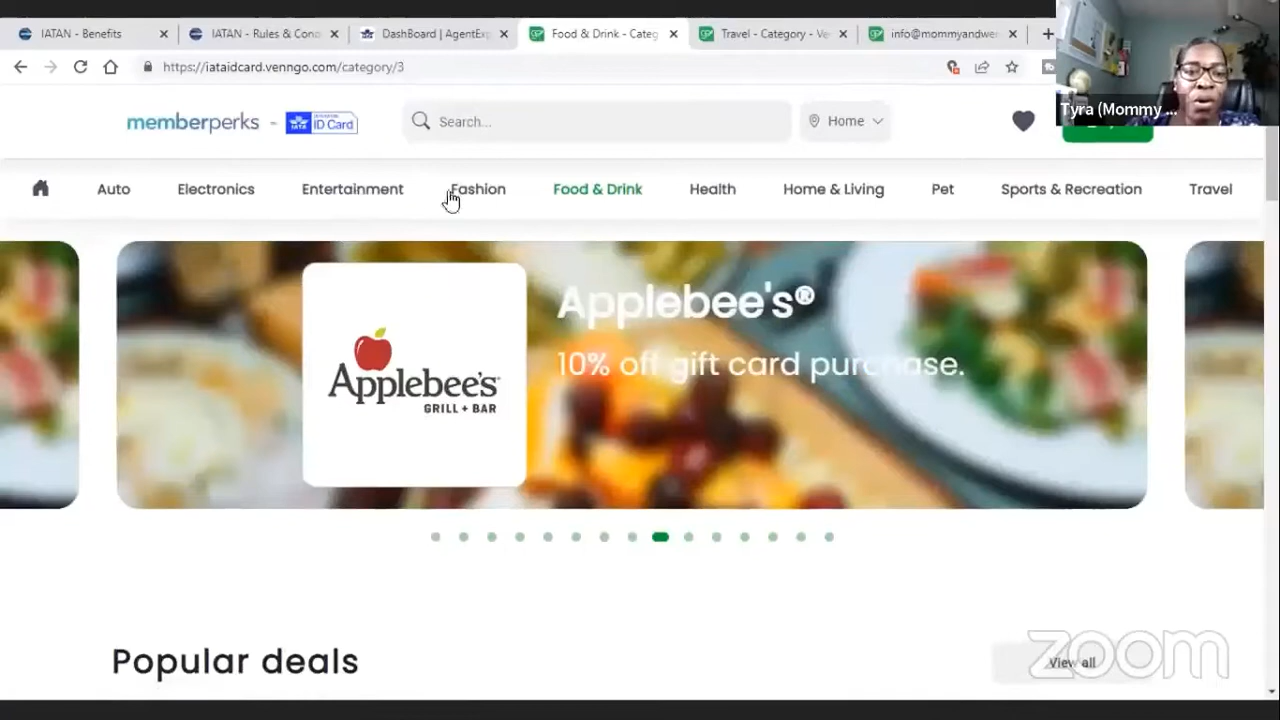 IATAN - Benefits
IATAN - Rules & Con
DashBoard | AgentEx
Food & Drink - Categ
Travel - Category - Ve
info@mommyandwe
https://iataidcard.venngo.com/category/3
Tyra (Mommy ...
memberperks - IATA ID Card
Search...
Home
Auto
Electronics
Entertainment
Fashion
Food & Drink
Health
Home & Living
Pet
Sports & Recreation
Travel
Applebee's®
10% off gift card purchase.
Applebee's
GRILL + BAR
Popular deals
View all
zoom